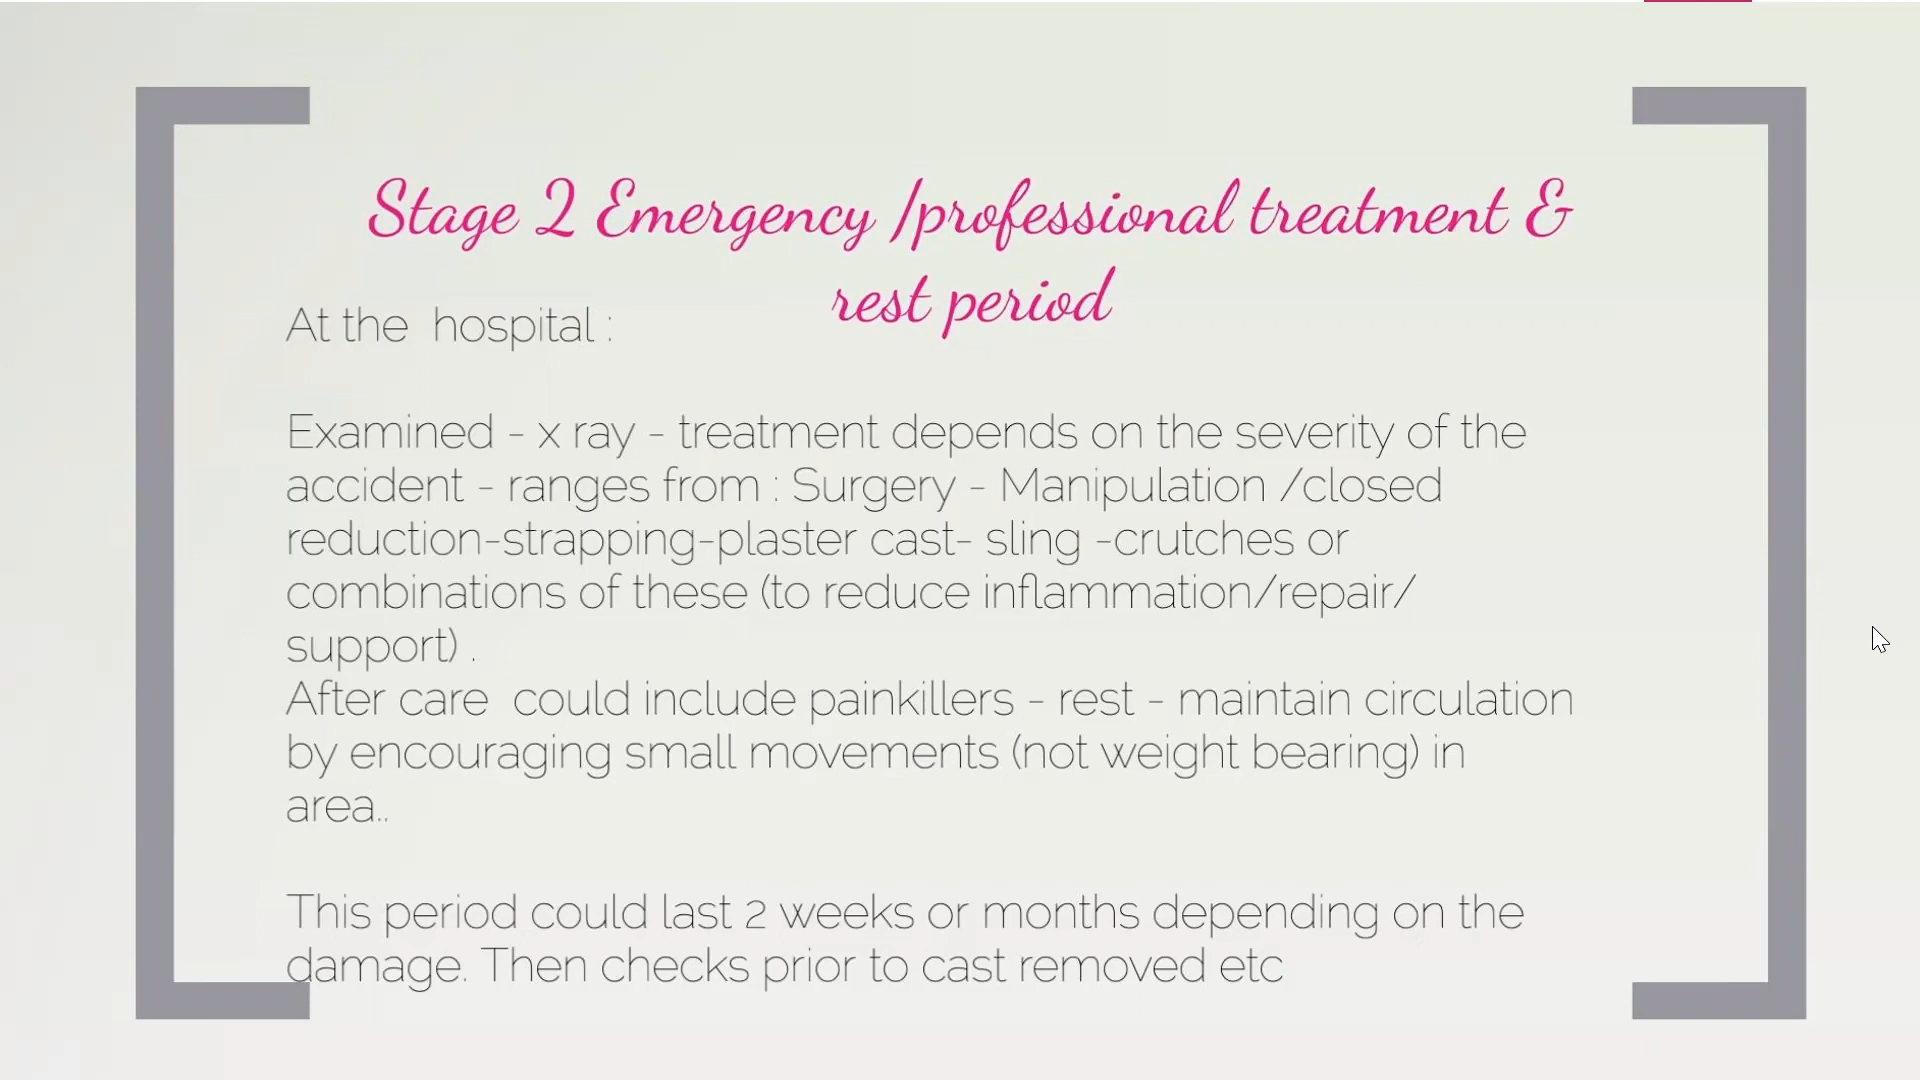 Stage 2 Emergency /professional treatment &
rest period
At the hospital :
Examined - x ray - treatment depends on the severity of the
accident - ranges from : Surgery - Manipulation /closed
reduction-strapping-plaster cast- sling -crutches or
combinations of these (to reduce inflammation/repair/
support) .
After care could include painkillers - rest - maintain circulation
by encouraging small movements (not weight bearing) in
area..
This period could last 2 weeks or months depending on the
damage. Then checks prior to cast removed etc